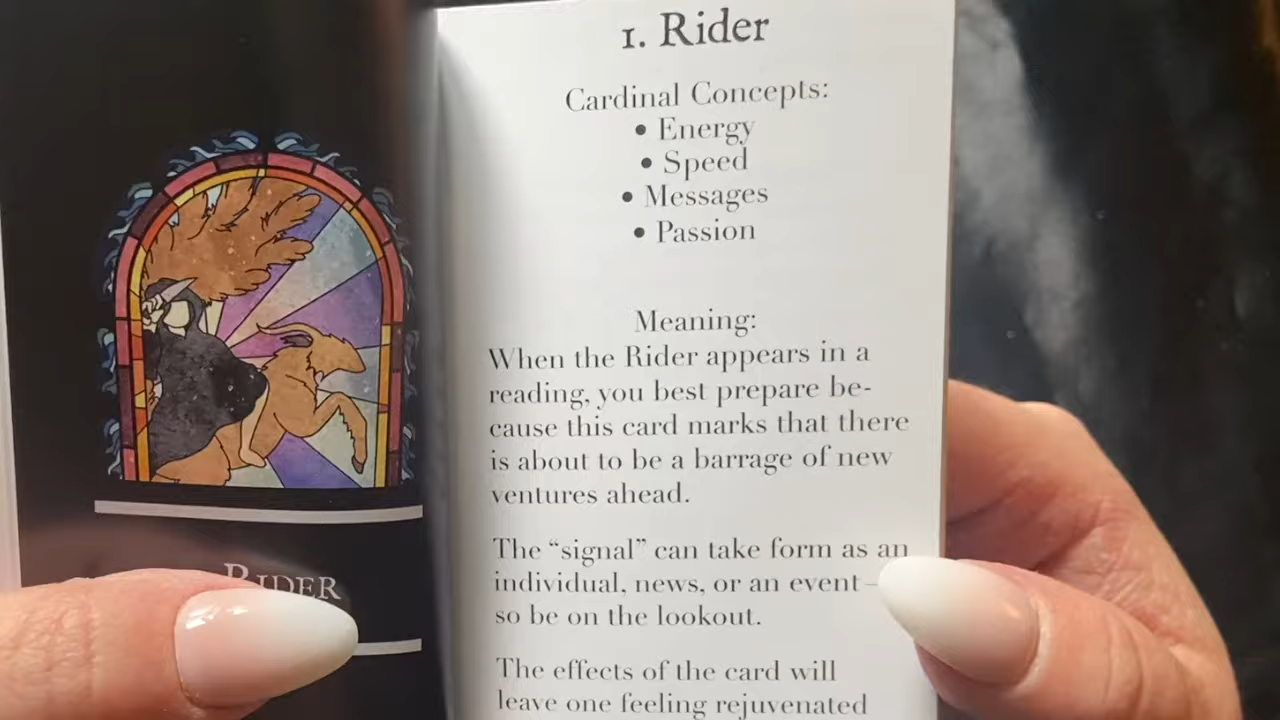 RIDER
1. Rider
Cardinal Concepts:
• Energy
• Speed
• Messages
• Passion
Meaning:
When the Rider appears in a
reading, you best prepare be-
cause this card marks that there
is about to be a barrage of new
ventures ahead.
The “signal” can take form as an
individual, news, or an event–
so be on the lookout.
The effects of the card will
leave one feeling rejuvenated